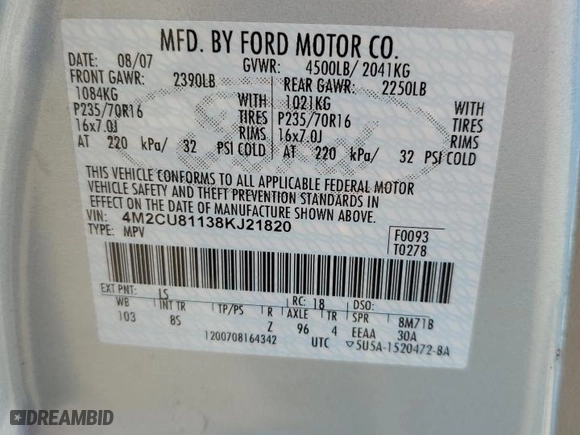 MFD. BY FORD MOTOR CO.
DATE: 08/07 GVWR: 4500LB/ 2041KG
FRONT GAWR: 2390LB REAR GAWR: 2250LB
1084KG WITH 1021KG WITH
P235/70R16 TIRES P235/70R16 TIRES
16x7.0J RIMS 16x7.0J RIMS
AT 220 kPa/ 32 PSI COLD AT 220 kPa/ 32 PSI COLD
THIS VEHICLE CONFORMS TO ALL APPLICABLE FEDERAL MOTOR
VEHICLE SAFETY AND THEFT PREVENTION STANDARDS IN
EFFECT ON THE DATE OF MANUFACTURE SHOWN ABOVE.
VIN: 4M2CU81138KJ21820 F0093
TYPE: MPV T0278
EXT PNT: LS RC: 18 DSO:
WB INT TR TP/PS R AXLE TR SPR 8M71B
103 8S Z 96 4 EEAA 30A
1200708164342 UTC ▽5U5A-1520472-BA
Ford
DREAMBID